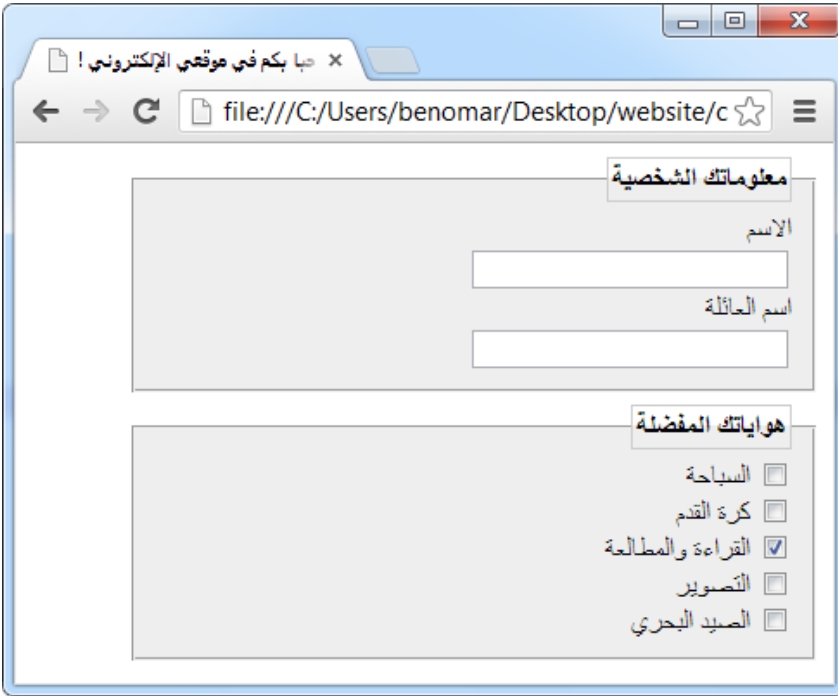 حبا بكم في موقعي الإلكتروني !
file:///C:/Users/benomar/Desktop/website/c
معلوماتك الشخصية
الاسم
اسم العائلة
هواياتك المفضلة
السباحة
كرة القدم
القراءة والمطالعة
التصوير
الصيد البحري